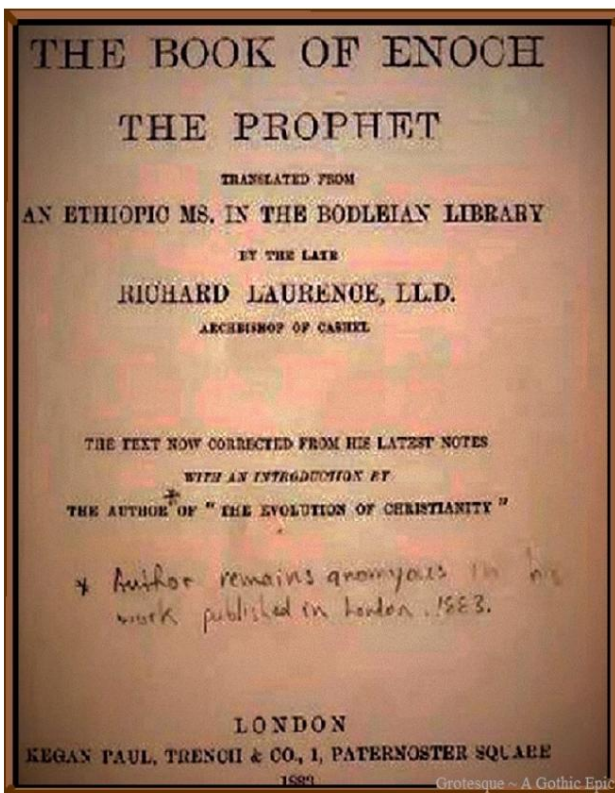 THE BOOK OF ENOCH
THE PROPHET
TRANSLATED FROM
AN ETHIOPIC MS. IN THE BODLEIAN LIBRARY
BY THE LATE
RICHARD LAURENCE, LL.D.
ARCHBISHOP OF CASHEL
THE TEXT NOW CORRECTED FROM HIS LATEST NOTES
WITH AN INTRODUCTION BY
THE AUTHOR* OF "THE EVOLUTION OF CHRISTIANITY"
* Author remains anomyous in his
work published in London. 1883.
LONDON
KEGAN PAUL, TRENCH & CO., 1, PATERNOSTER SQUARE
1883
Grotesque ~ A Gothic Epic